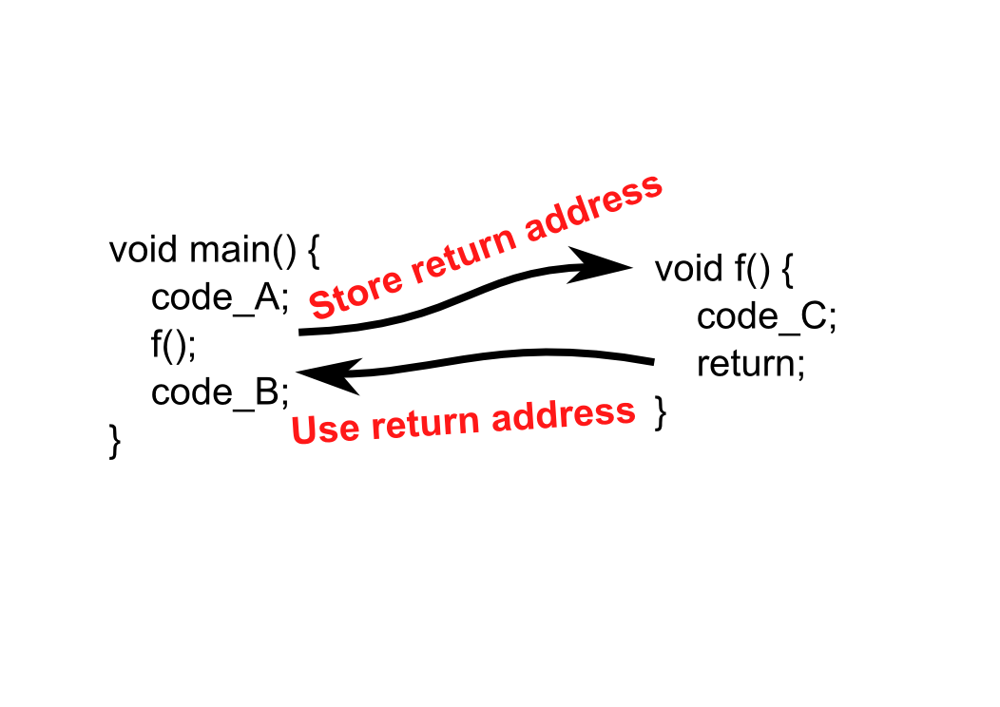 void main() {
code_A;
f();
code_B;
}
Store return address
Use return address
void f() {
code_C;
return;
}